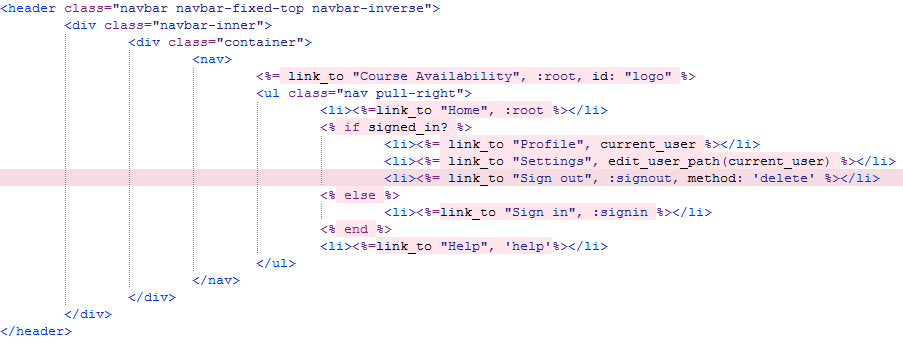 <header class="navbar navbar-fixed-top navbar-inverse">
<div class="navbar-inner">
<div class="container">
<nav>
<%= link_to "Course Availability", :root, id: "logo" %>
<ul class="nav pull-right">
<li><%=link_to "Home", :root %></li>
<% if signed_in? %>
<li><%= link_to "Profile", current_user %></li>
<li><%= link_to "Settings", edit_user_path(current_user) %></li>
<li><%= link_to "Sign out", :signout, method: 'delete' %></li>
<% else %>
<li><%=link_to "Sign in", :signin %></li>
<% end %>
<li><%=link_to "Help", 'help'%></li>
</ul>
</nav>
</div>
</div>
</header>